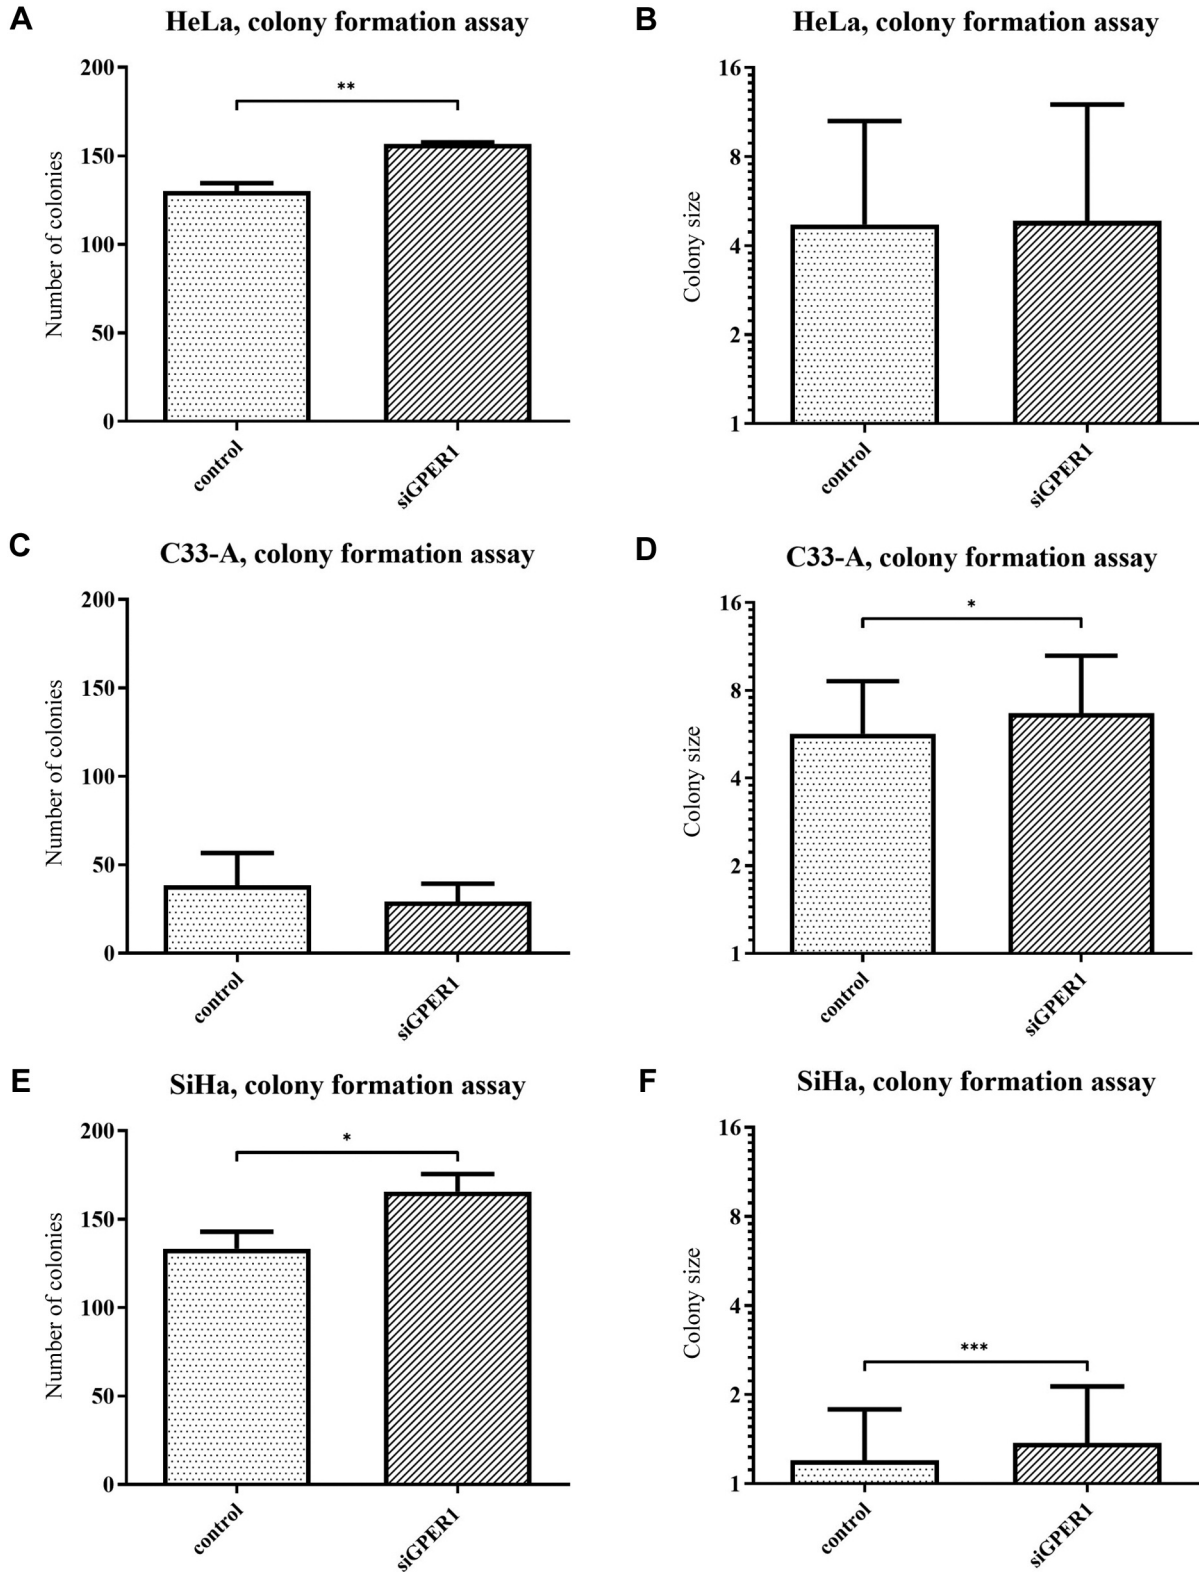 A
HeLa, colony formation assay
Number of colonies
200
150
100
50
0
**
control
siGPER1
B
HeLa, colony formation assay
Colony size
16
8
4
2
1
control
siGPER1
C
C33-A, colony formation assay
Number of colonies
200
150
100
50
0
control
siGPER1
D
C33-A, colony formation assay
Colony size
16
8
4
2
1
*
control
siGPER1
E
SiHa, colony formation assay
Number of colonies
200
150
100
50
0
*
control
siGPER1
F
SiHa, colony formation assay
Colony size
16
8
4
2
1
***
control
siGPER1